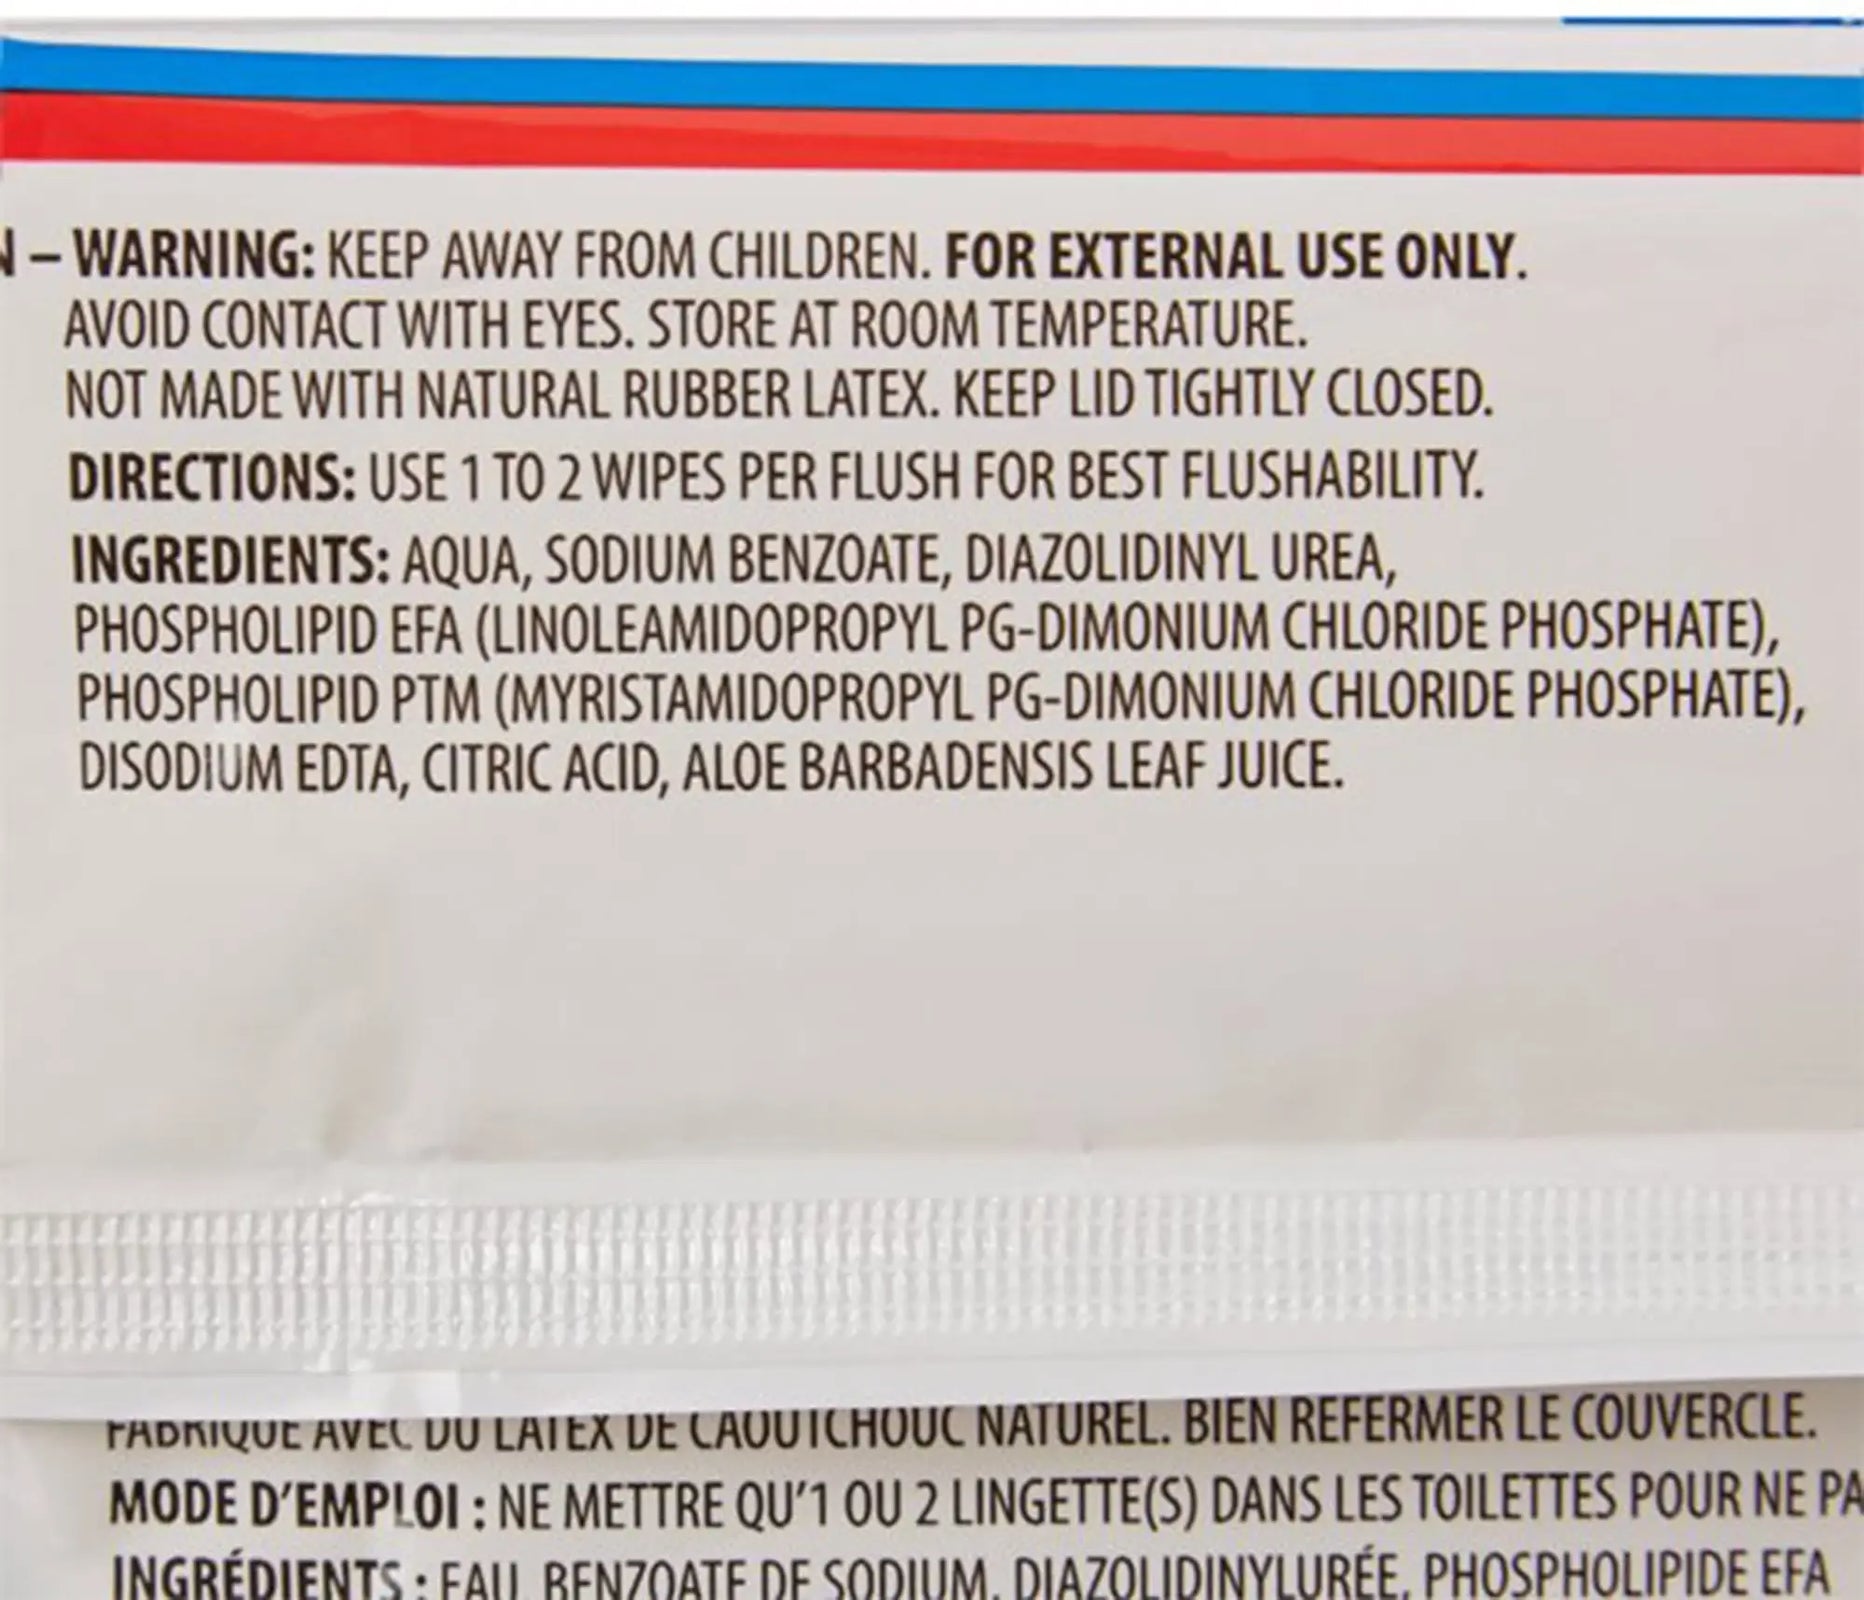 – WARNING: KEEP AWAY FROM CHILDREN. FOR EXTERNAL USE ONLY.
AVOID CONTACT WITH EYES. STORE AT ROOM TEMPERATURE.
NOT MADE WITH NATURAL RUBBER LATEX. KEEP LID TIGHTLY CLOSED.
DIRECTIONS: USE 1 TO 2 WIPES PER FLUSH FOR BEST FLUSHABILITY.
INGREDIENTS: AQUA, SODIUM BENZOATE, DIAZOLIDINYL UREA,
PHOSPHOLIPID EFA (LINOLEAMIDOPROPYL PG-DIMONIUM CHLORIDE PHOSPHATE),
PHOSPHOLIPID PTM (MYRISTAMIDOPROPYL PG-DIMONIUM CHLORIDE PHOSPHATE),
DISODIUM EDTA, CITRIC ACID, ALOE BARBADENSIS LEAF JUICE.
FABRIQUÉ AVEC DU LATEX DE CAOUTCHOUC NATUREL. BIEN REFERMER LE COUVERCLE.
MODE D'EMPLOI : NE METTRE QU'1 OU 2 LINGETTE(S) DANS LES TOILETTES POUR NE
INGRÉDIENTS : EAU, BENZOATE DE SODIUM, DIAZOLIDINYLURÉE, PHOSPHOLIPIDE EFA